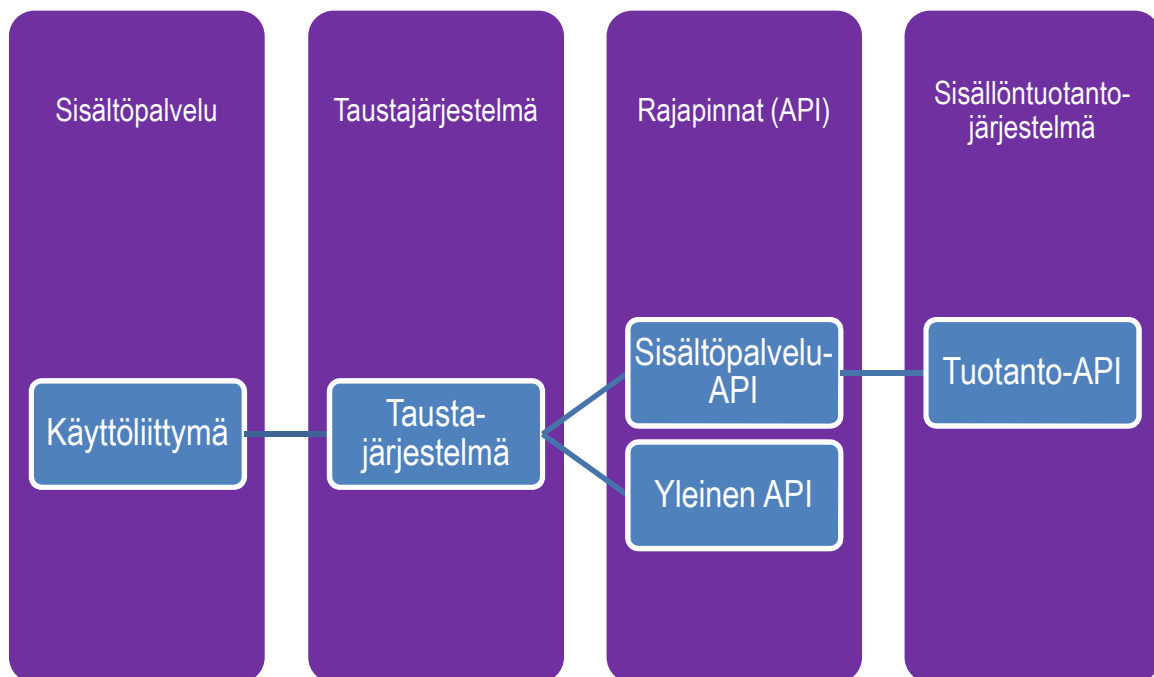 Sisältöpalvelu
Taustajärjestelmä
Rajapinnat (API)
Sisällöntuotanto-
järjestelmä
Käyttöliittymä
Tausta-
järjestelmä
Sisältöpalvelu-
API
Yleinen API
Tuotanto-API